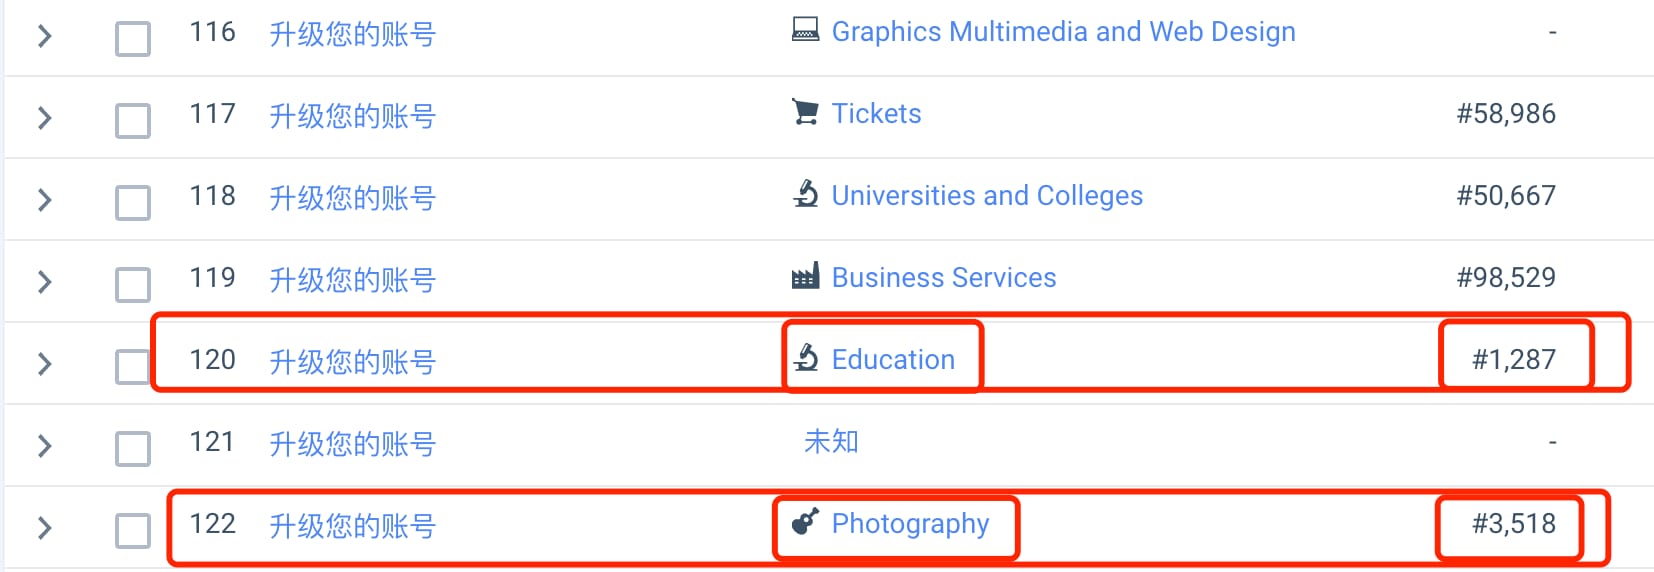 116 升级您的账号 Graphics Multimedia and Web Design -
117 升级您的账号 Tickets #58,986
118 升级您的账号 Universities and Colleges #50,667
119 升级您的账号 Business Services #98,529
120 升级您的账号 Education #1,287
121 升级您的账号 未知 -
122 升级您的账号 Photography #3,518